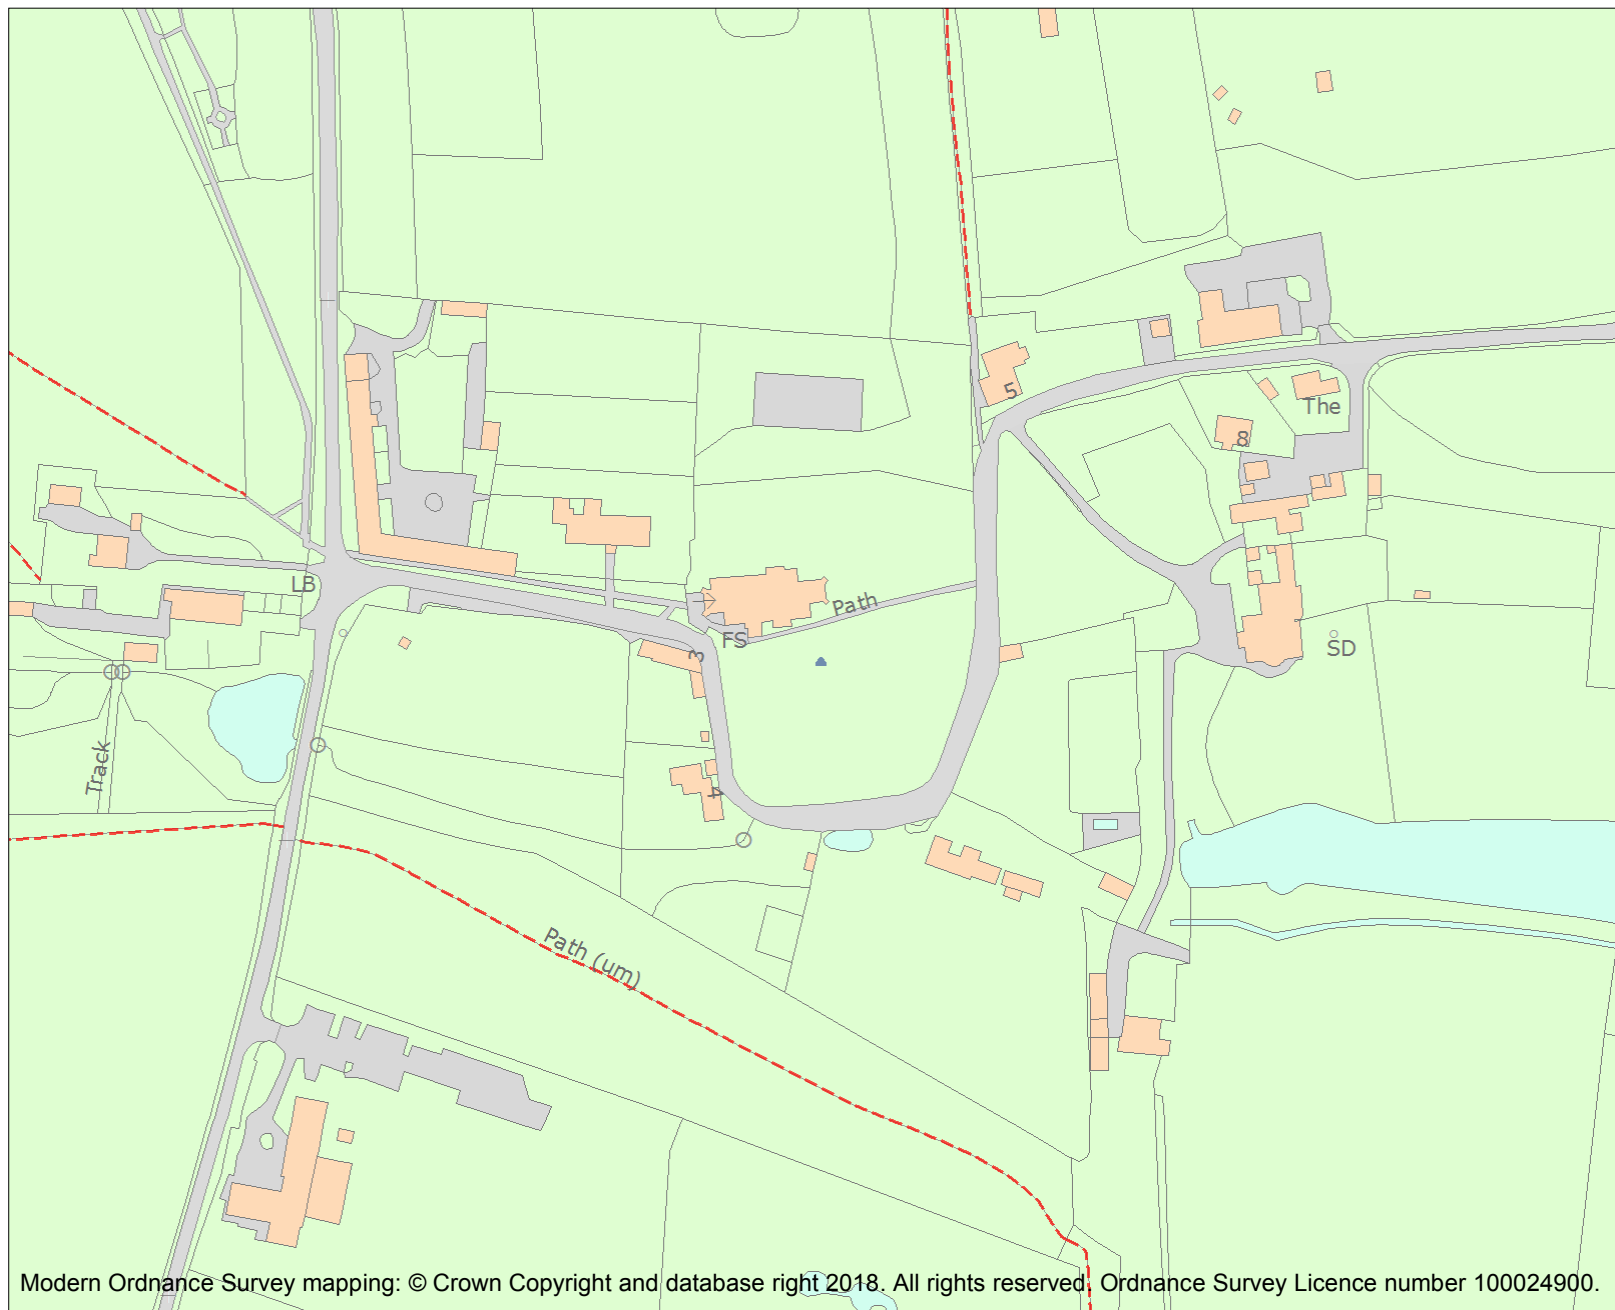 5
The
8
LB
Path
FS
3
SD
Track
4
Path (um)
Modern Ordnance Survey mapping: © Crown Copyright and database right 2018. All rights reserved. Ordnance Survey Licence number 100024900.